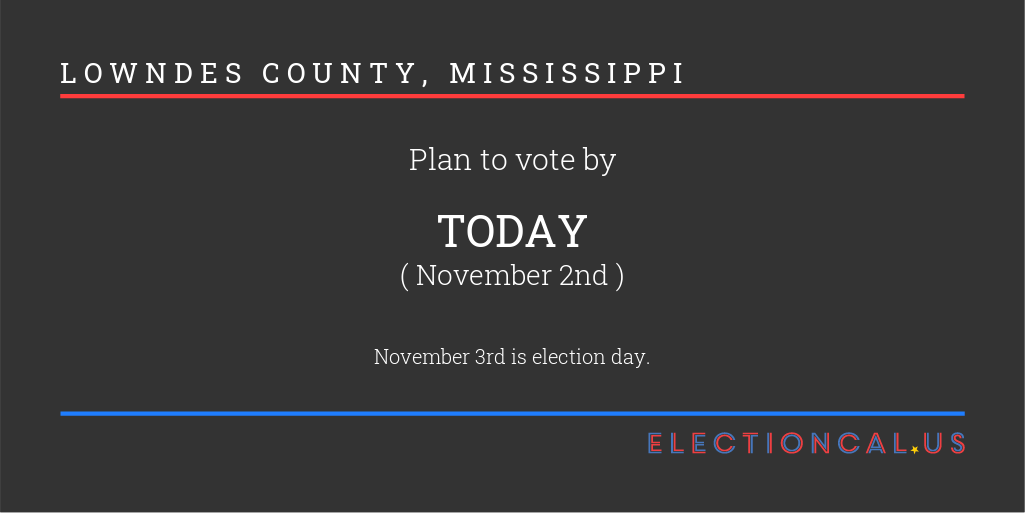 LOWNDES COUNTY, MISSISSIPPI
Plan to vote by
TODAY
( November 2nd )
November 3rd is election day.
ELECTIONCAL.US